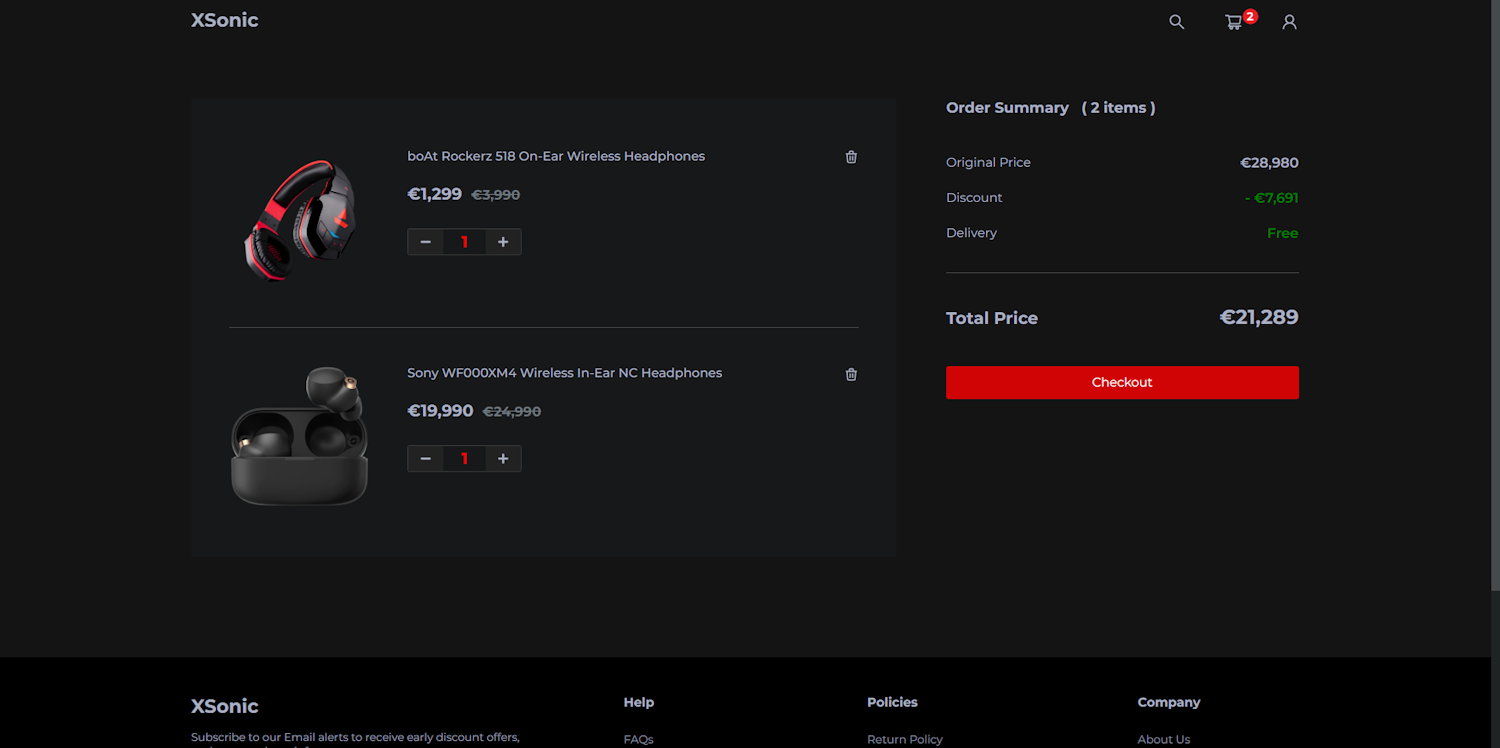 XSonic
2
boAt Rockerz 518 On-Ear Wireless Headphones
€1,299 €3,990
− 1 +
Sony WF000XM4 Wireless In-Ear NC Headphones
€19,990 €24,990
− 1 +
Order Summary ( 2 items )
Original Price €28,980
Discount - €7,691
Delivery Free
Total Price €21,289
Checkout
XSonic
Subscribe to our Email alerts to receive early discount offers,
Help
FAQs
Policies
Return Policy
Company
About Us